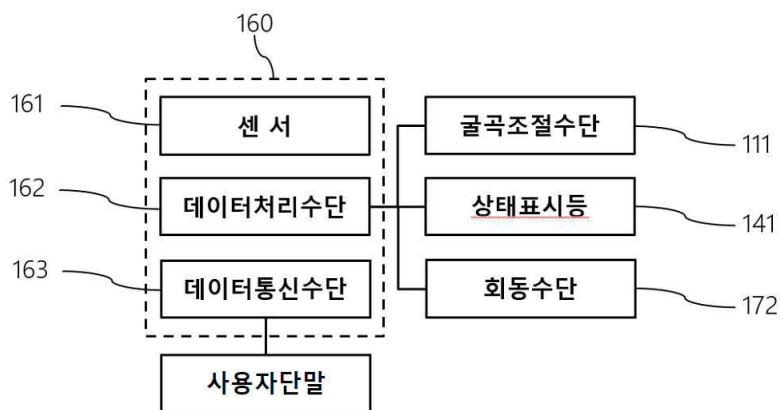 160
161
센 서
굴곡조절수단
111
162
데이터처리수단
상태표시등
141
163
데이터통신수단
회동수단
172
사용자단말